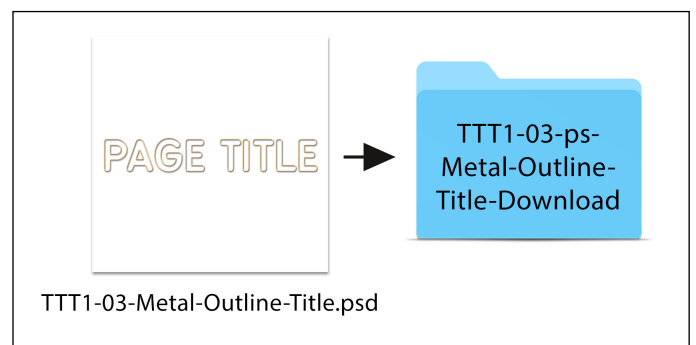 PAGE TITLE
TTT1-03-Metal-Outline-Title.psd
TTT1-03-ps-
Metal-Outline-
Title-Download